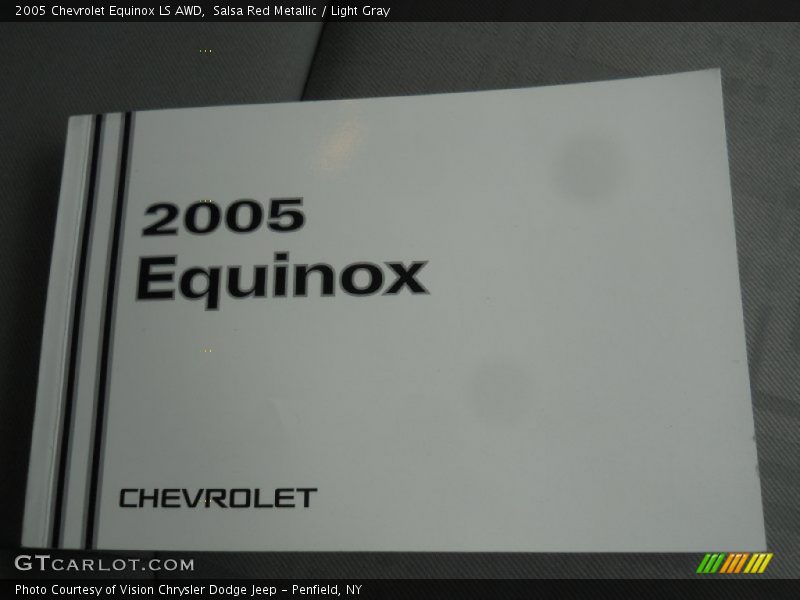 2005 Chevrolet Equinox LS AWD,  Salsa Red Metallic / Light Gray
2005
Equinox
CHEVROLET
GTCARLOT.COM
Photo Courtesy of Vision Chrysler Dodge Jeep – Penfield, NY